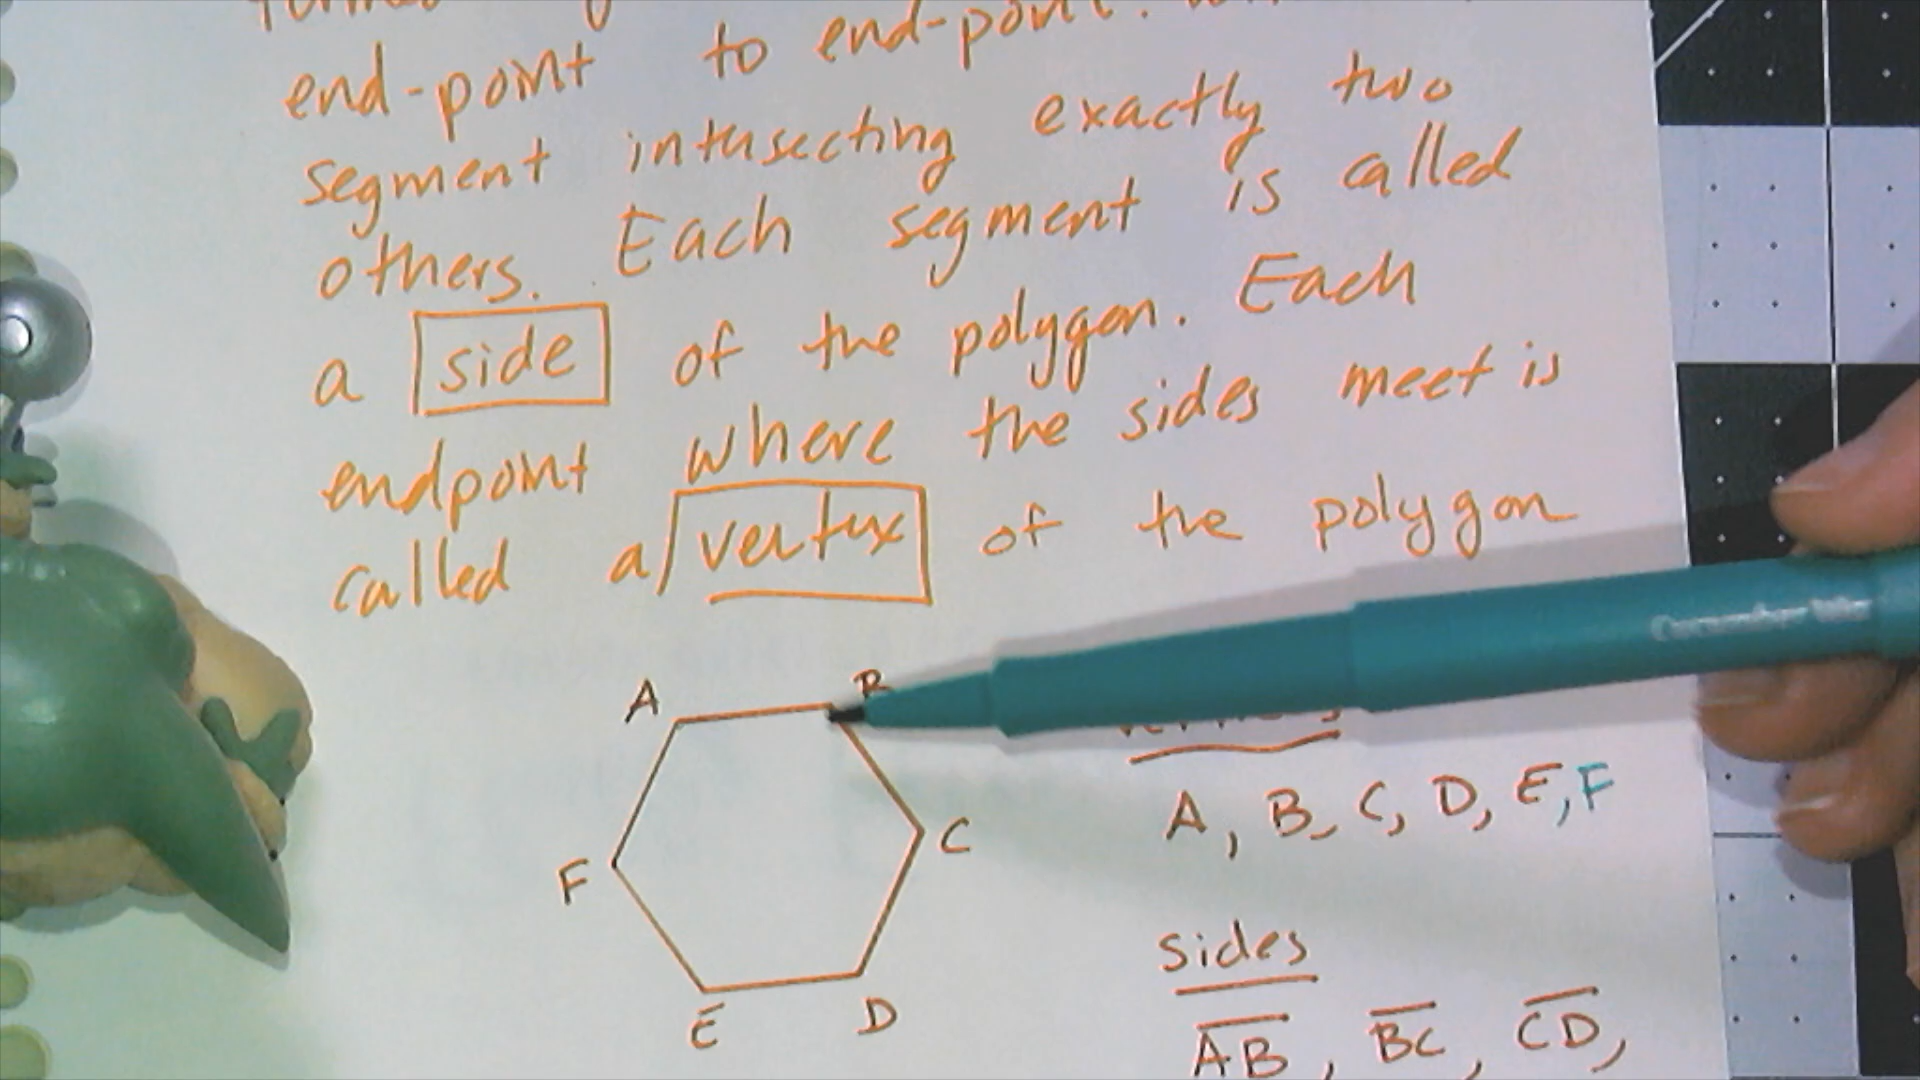 end-point to end-point.
segment intersecting exactly two
others. Each segment is called
a side of the polygon. Each
endpoint where the sides meet is
called a vertex of the polygon
A B
C
F
E D
A, B, C, D, E, F
sides
AB, BC, CD,